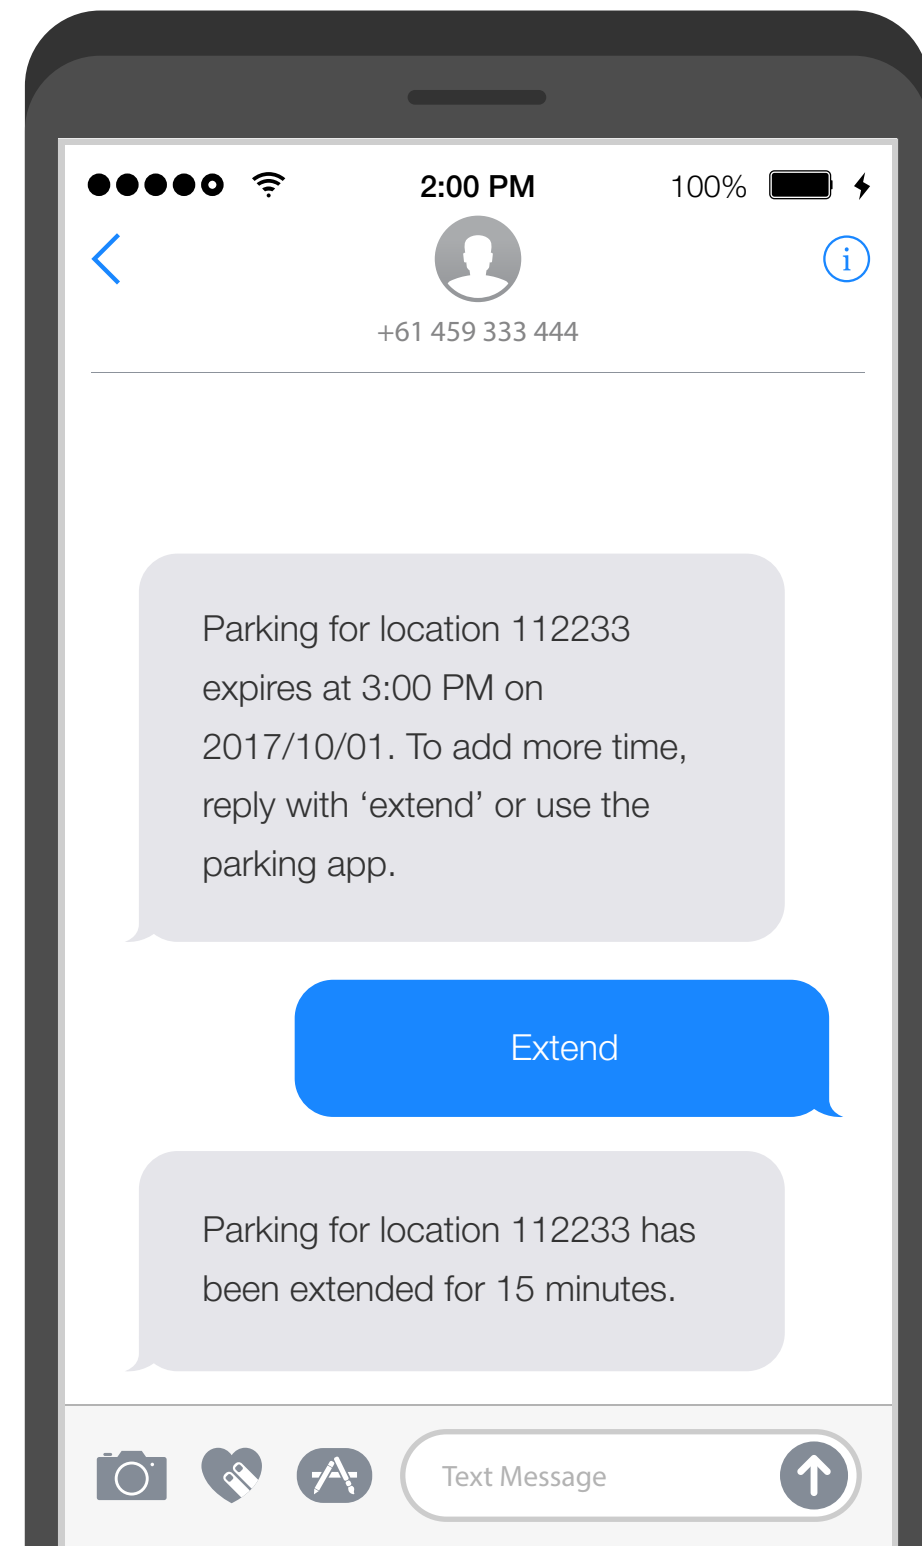 2:00 PM 100%
i
+61 459 333 444
Parking for location 112233
expires at 3:00 PM on
2017/10/01. To add more time,
reply with ‘extend’ or use the
parking app.
Extend
Parking for location 112233 has
been extended for 15 minutes.
Text Message